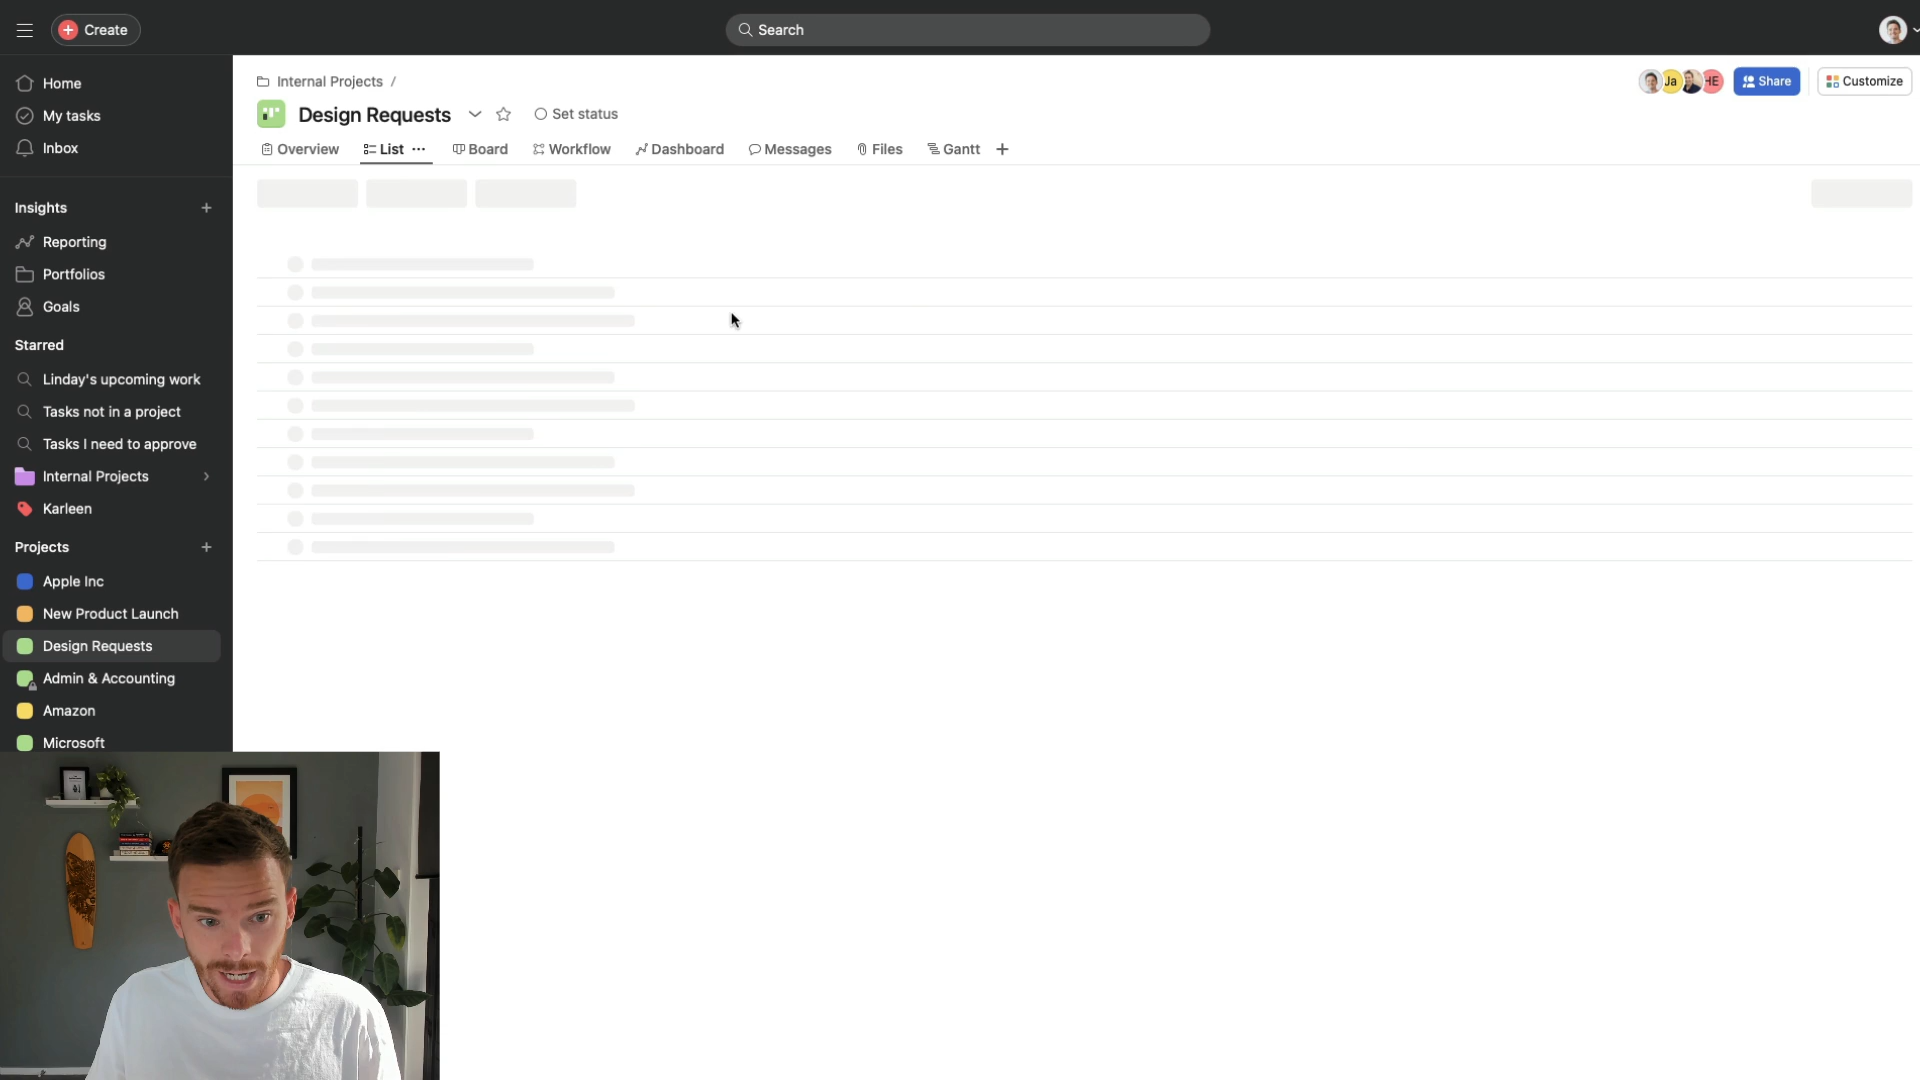 Create
Search
Home
My tasks
Inbox
Insights
Reporting
Portfolios
Goals
Starred
Linday's upcoming work
Tasks not in a project
Tasks I need to approve
Internal Projects
Karleen
Projects
Apple Inc
New Product Launch
Design Requests
Admin & Accounting
Amazon
Microsoft
Internal Projects /
Design Requests
Set status
Ja
HE
Share
Customize
Overview
List
Board
Workflow
Dashboard
Messages
Files
Gantt